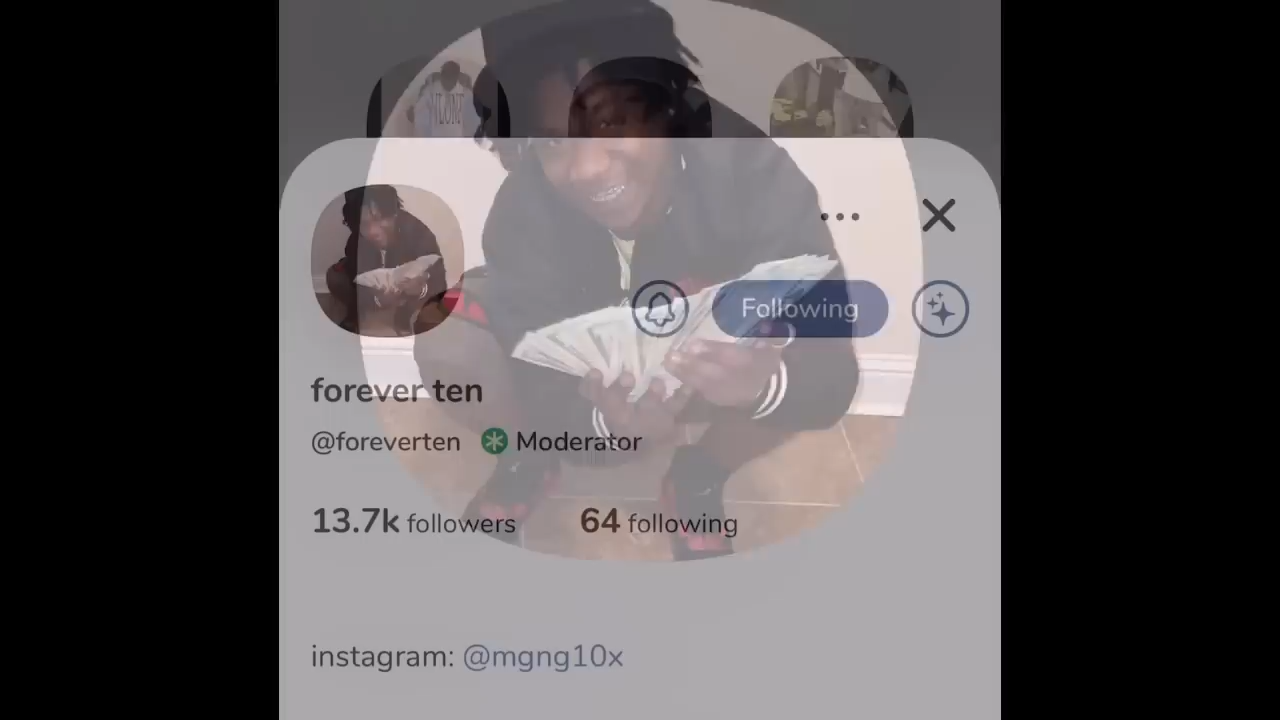 Following
forever ten
@foreverten Moderator
13.7k followers 64 following
instagram: @mgng10x